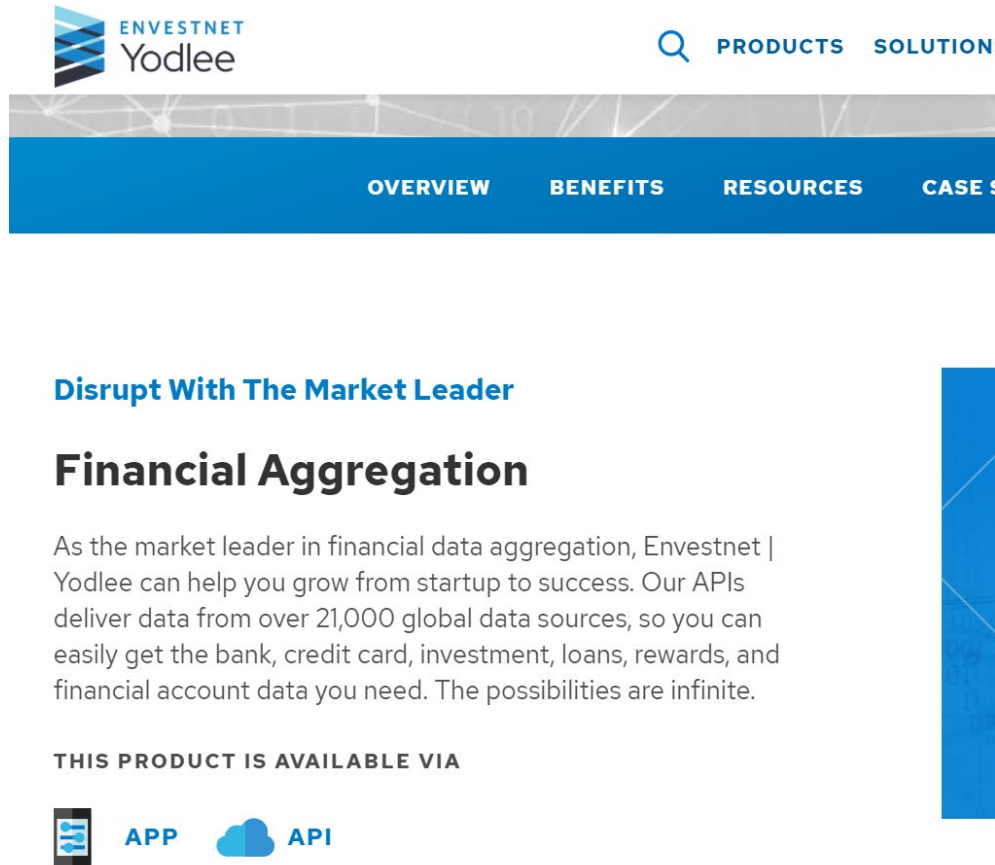 ENVESTNET
Yodlee
PRODUCTS SOLUTION
OVERVIEW BENEFITS RESOURCES CASE S
Disrupt With The Market Leader
Financial Aggregation
As the market leader in financial data aggregation, Envestnet |
Yodlee can help you grow from startup to success. Our APIs
deliver data from over 21,000 global data sources, so you can
easily get the bank, credit card, investment, loans, rewards, and
financial account data you need. The possibilities are infinite.
THIS PRODUCT IS AVAILABLE VIA
APP API